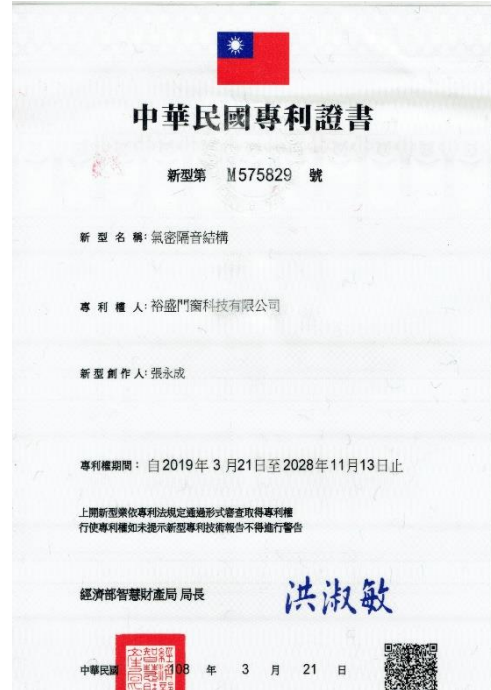 中華民國專利證書
新型第 M575829 號
新型名稱:氣密隔音結構
專利權人:裕盛門窗科技有限公司
新型創作人:張永成
專利權期間: 自2019年3月21日至2028年11月13日止
上開新型業依專利法規定通過形式審查取得專利權
行使專利權如未提示新型專利技術報告不得進行警告
經濟部智慧財產局 局長 洪淑敏
中華民國 108 年 3 月 21 日